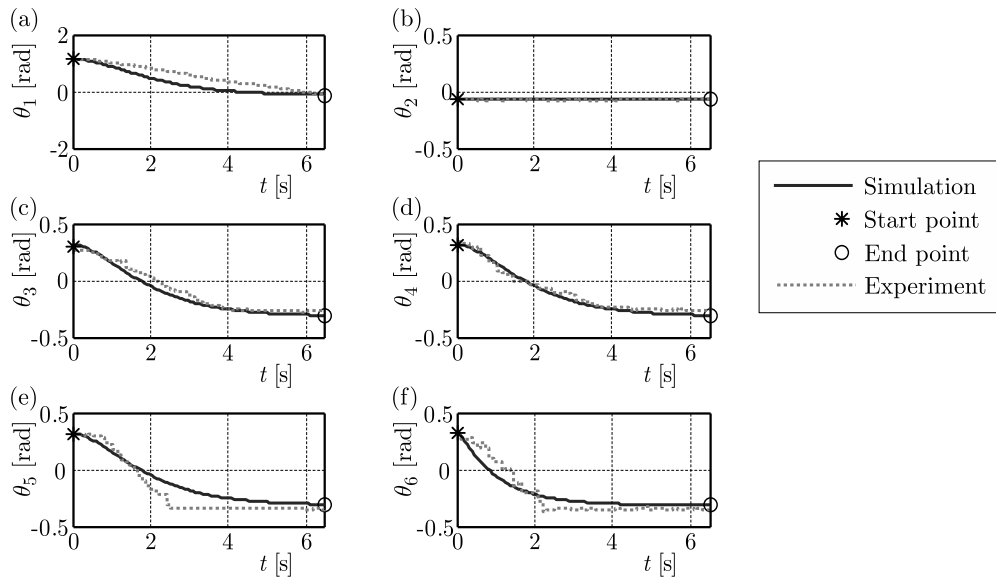 (a)
θ1 [rad]
2
0
-2
0 2 4 6
t [s]
(b)
θ2 [rad]
0.5
0
-0.5
0 2 4 6
t [s]
(c)
θ3 [rad]
0.5
0
-0.5
0 2 4 6
t [s]
(d)
θ4 [rad]
0.5
0
-0.5
0 2 4 6
t [s]
(e)
θ5 [rad]
0.5
0
-0.5
0 2 4 6
t [s]
(f)
θ6 [rad]
0.5
0
-0.5
0 2 4 6
t [s]
Simulation
Start point
End point
Experiment